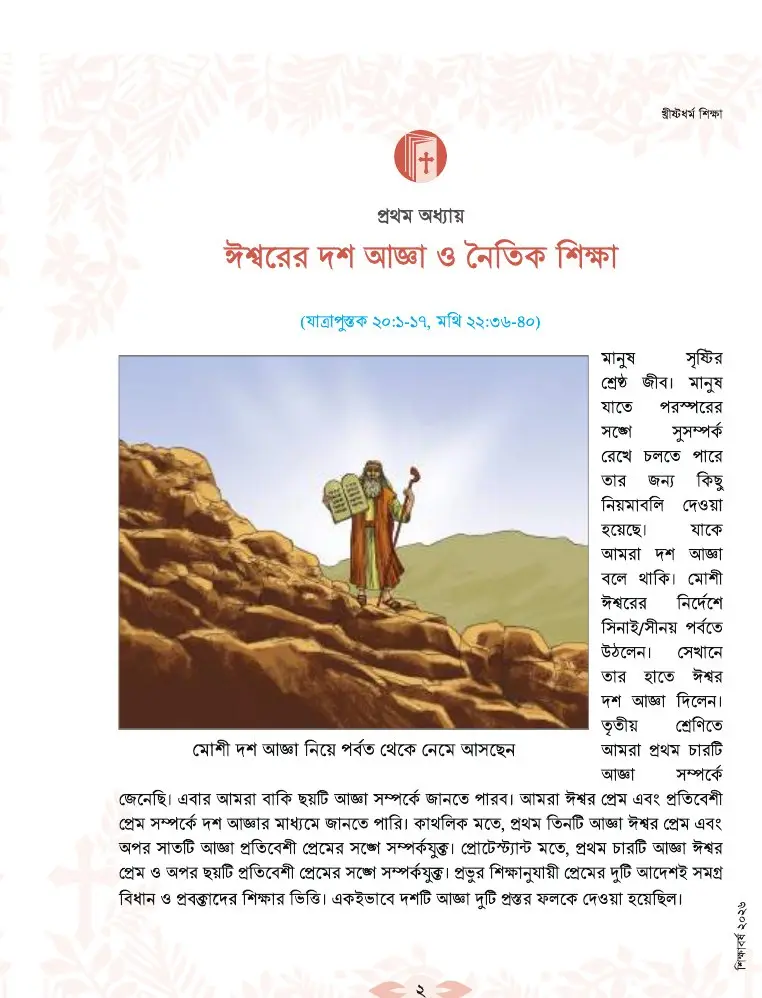 খ্রীষ্টধর্ম শিক্ষা
প্রথম অধ্যায়
ঈশ্বরের দশ আজ্ঞা ও নৈতিক শিক্ষা
(যাত্রাপুস্তক ২০:১-১৭, মথি ২২:৩৬-৪০)
মানুষ সৃষ্টির
শ্রেষ্ঠ জীব। মানুষ
যাতে পরস্পরের
সঙ্গে সুসম্পর্ক
রেখে চলতে পারে
তার জন্য কিছু
নিয়মাবলি দেওয়া
হয়েছে। যাকে
আমরা দশ আজ্ঞা
বলে থাকি। মোশী
ঈশ্বরের নির্দেশে
সিনাই/সীনয় পর্বতে
উঠলেন। সেখানে
তার হাতে ঈশ্বর
দশ আজ্ঞা দিলেন।
তৃতীয় শ্রেণিতে
আমরা প্রথম চারটি
আজ্ঞা সম্পর্কে
মোশী দশ আজ্ঞা নিয়ে পর্বত থেকে নেমে আসছেন
জেনেছি। এবার আমরা বাকি ছয়টি আজ্ঞা সম্পর্কে জানতে পারব। আমরা ঈশ্বর প্রেম এবং প্রতিবেশী
প্রেম সম্পর্কে দশ আজ্ঞার মাধ্যমে জানতে পারি। কাথলিক মতে, প্রথম তিনটি আজ্ঞা ঈশ্বর প্রেম এবং
অপর সাতটি আজ্ঞা প্রতিবেশী প্রেমের সঙ্গে সম্পর্কযুক্ত। প্রোটেস্ট্যান্ট মতে, প্রথম চারটি আজ্ঞা ঈশ্বর
প্রেম ও অপর ছয়টি প্রতিবেশী প্রেমের সঙ্গে সম্পর্কযুক্ত। প্রভুর শিক্ষানুযায়ী প্রেমের দুটি আদেশই সমগ্র
বিধান ও প্রবক্তাদের শিক্ষার ভিত্তি। একইভাবে দশটি আজ্ঞা দুটি প্রস্তর ফলকে দেওয়া হয়েছিল।
শিক্ষাবর্ষ ২০২৬
২